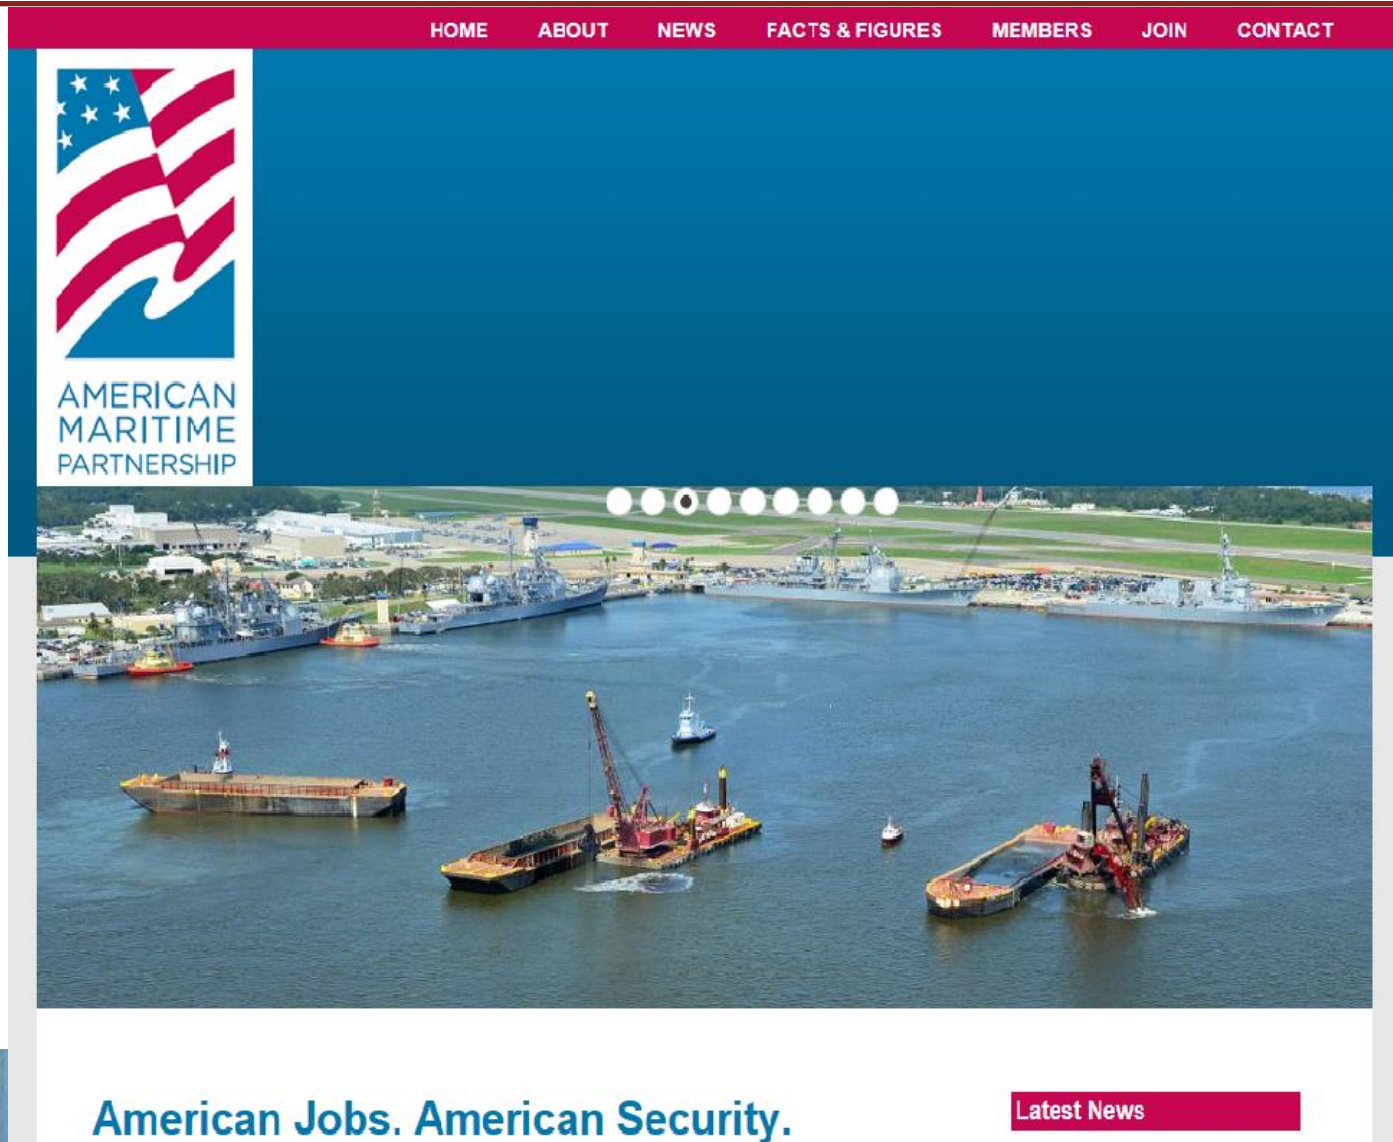 HOME ABOUT NEWS FACTS & FIGURES MEMBERS JOIN CONTACT
AMERICAN
MARITIME
PARTNERSHIP
American Jobs. American Security.
Latest News